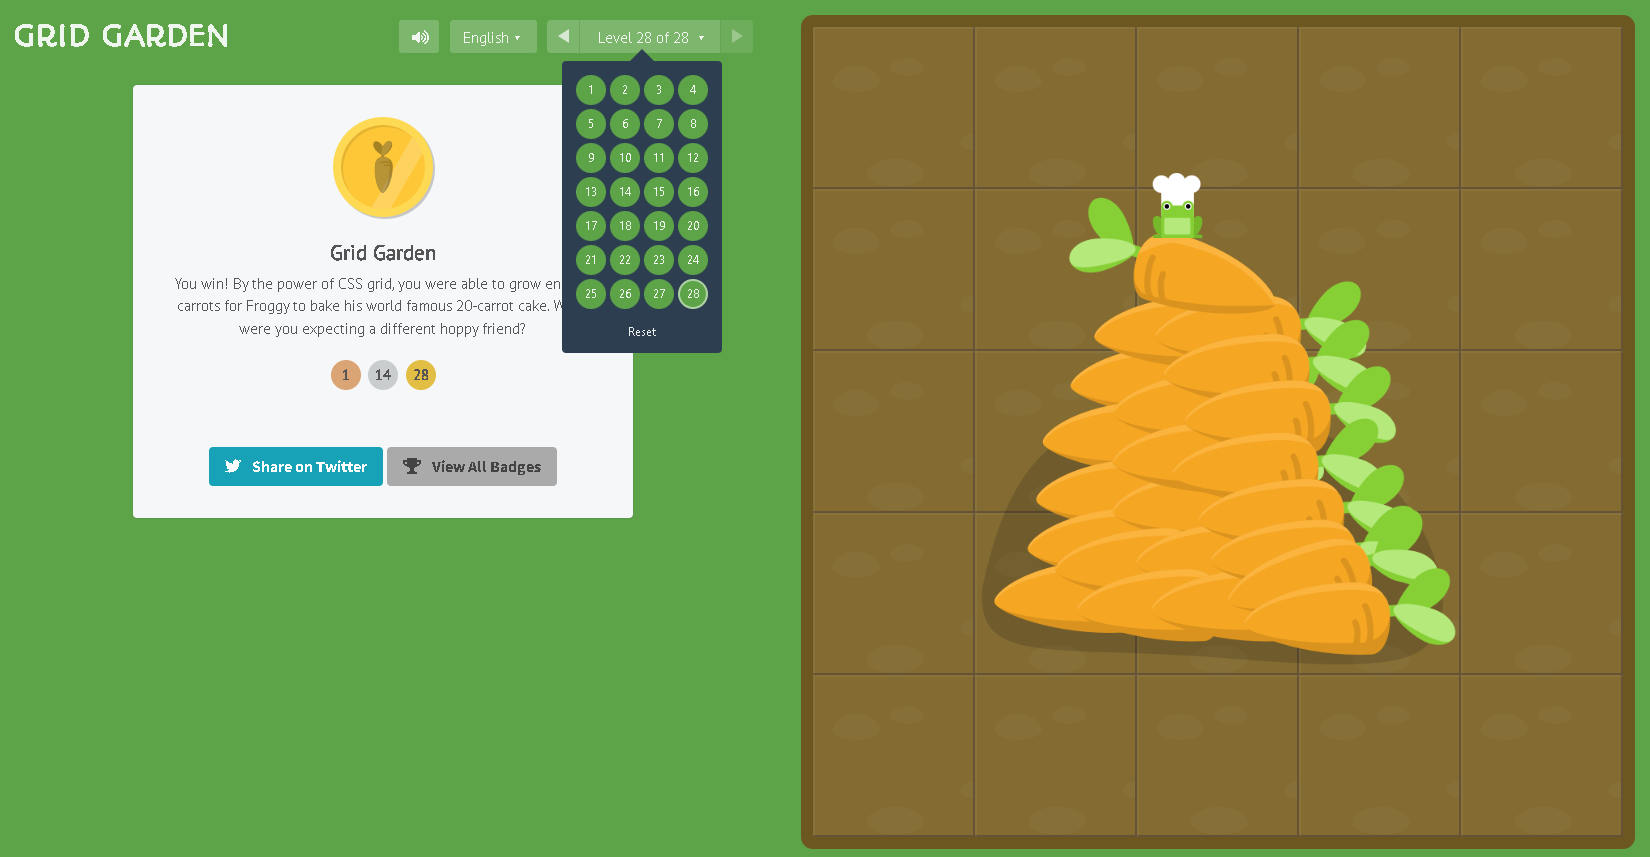 GRID GARDEN
English
Level 28 of 28
1 2 3 4
5 6 7 8
9 10 11 12
13 14 15 16
17 18 19 20
21 22 23 24
25 26 27 28
Reset
Grid Garden
You win! By the power of CSS grid, you were able to grow
carrots for Froggy to bake his world famous 20-carrot cake.
were you expecting a different hoppy friend?
1 14 28
Share on Twitter
View All Badges